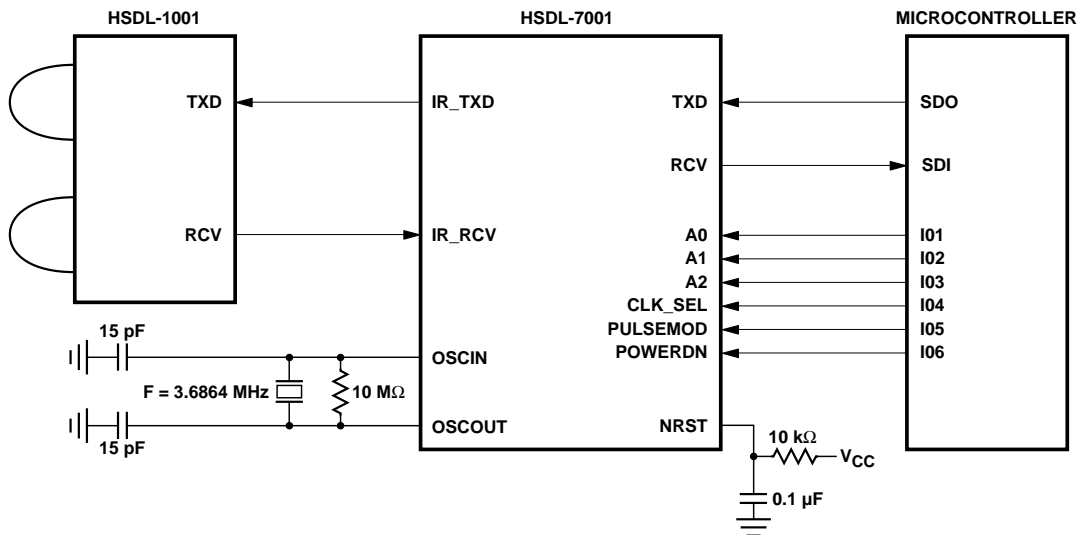 HSDL-1001
HSDL-7001
MICROCONTROLLER
TXD
IR_TXD
TXD
SDO
RCV
SDI
RCV
IR_RCV
A0
I01
A1
I02
A2
I03
CLK_SEL
I04
PULSEMOD
I05
POWERDN
I06
15 pF
OSCIN
F = 3.6864 MHz
10 MΩ
OSCOUT
15 pF
NRST
10 kΩ
VCC
0.1 µF